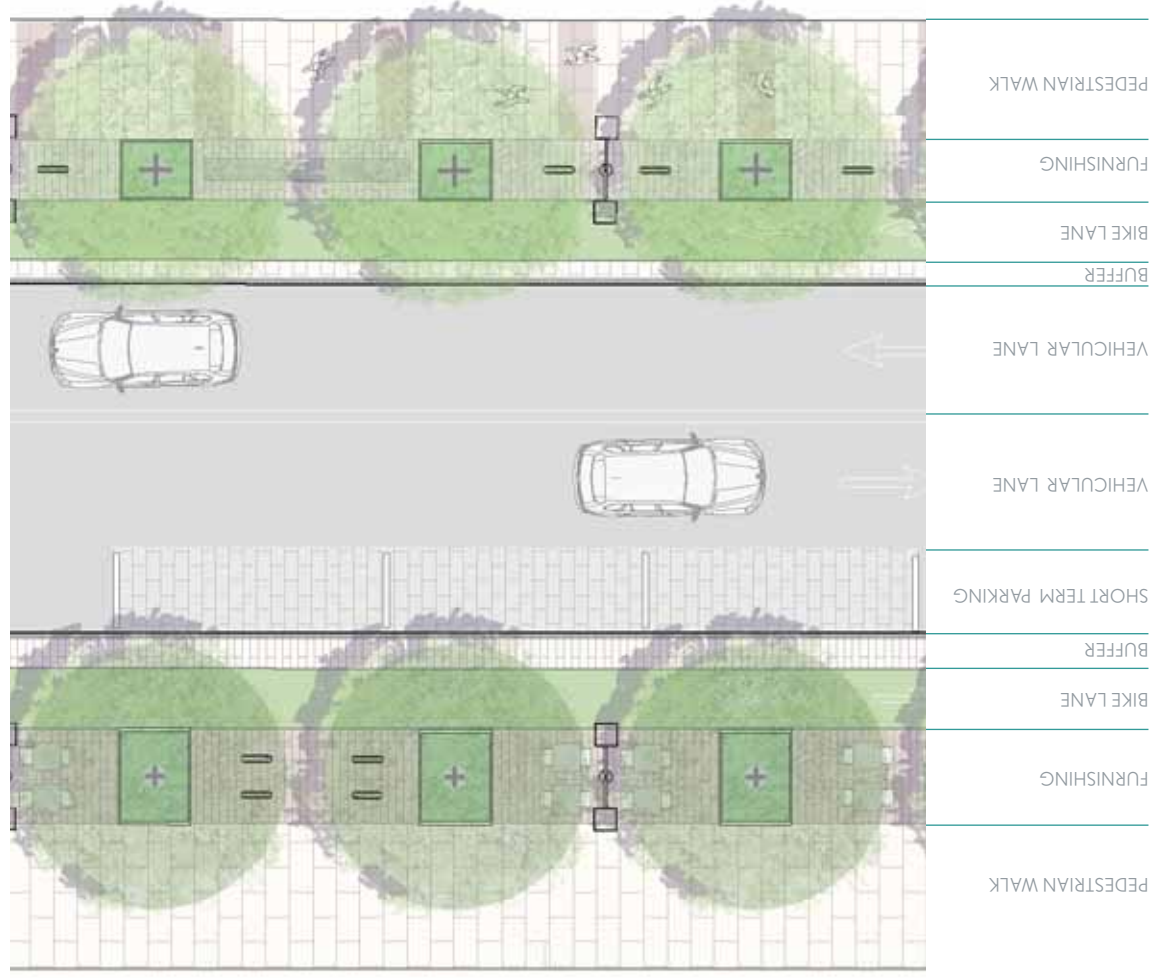 PEDESTRIAN WALK
FURNISHING
BIKE LANE
BUFFER
SHORT TERM PARKING
VEHICULAR LANE
VEHICULAR LANE
BUFFER
BIKE LANE
FURNISHING
PEDESTRIAN WALK